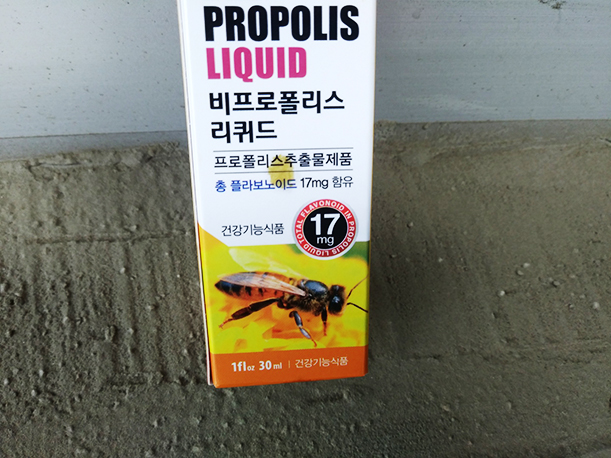 PROPOLIS
LIQUID
비프로폴리스
리퀴드
프로폴리스추출물제품
총 플라보노이드 17mg 함유
건강기능식품
TOTAL FLAVONOID IN PROPOLIS LIQUID
17
mg
1fl oz 30 ml | 건강기능식품